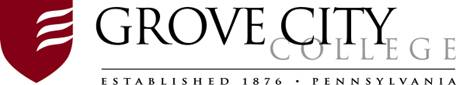 GROVE CITY
COLLEGE
ESTABLISHED 1876 • PENNSYLVANIA